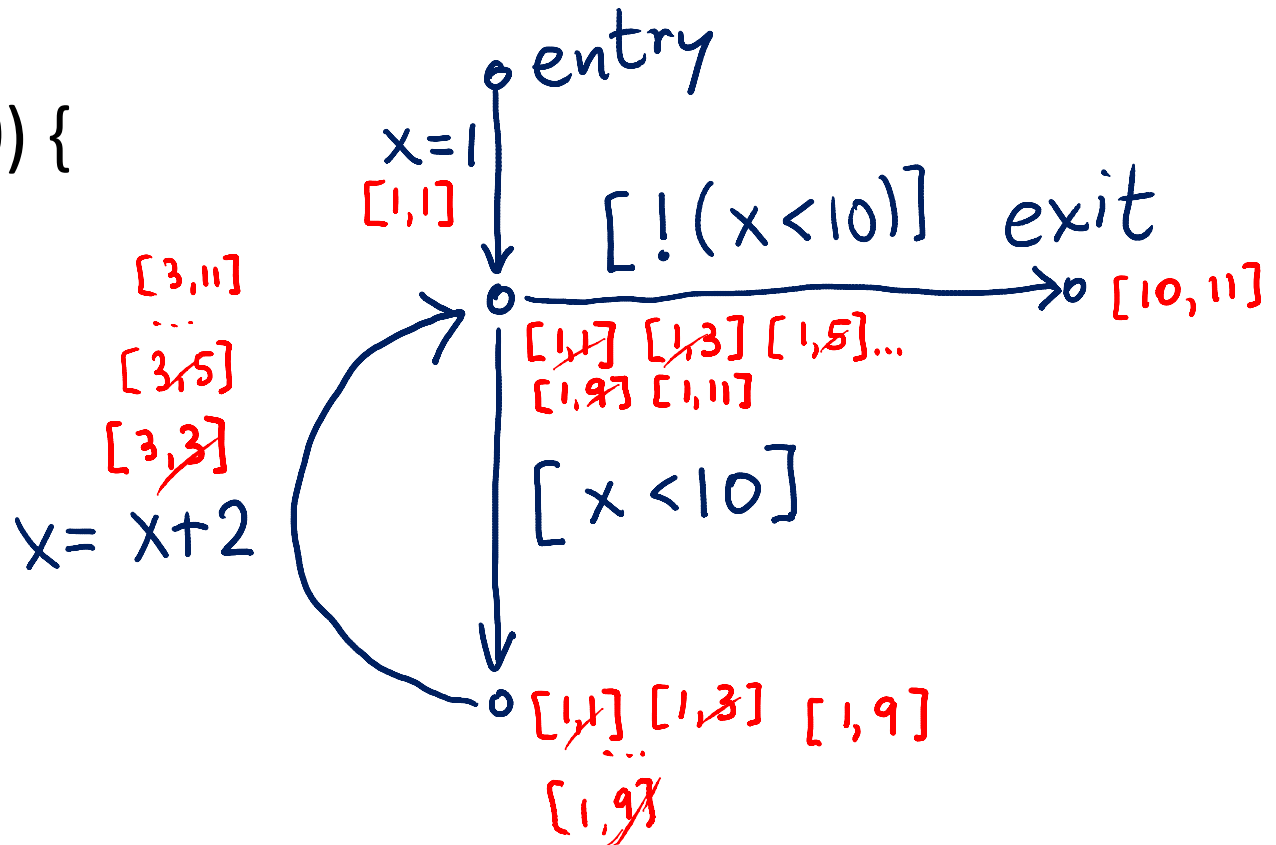 entry
) {
x=1
[1,1]
[!(x<10)]
exit
[3,11]
...
[3,5]
[3,3]
[10,11]
[1,1] [1,3] [1,5]...
[1,9] [1,11]
[x<10]
x= x+2
[1,1] [1,3] [1,9]
...
[1,9]